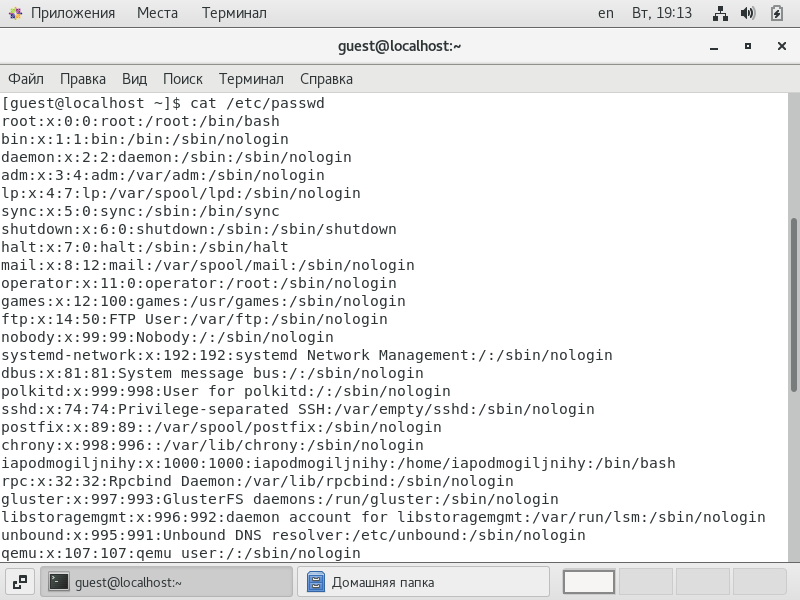 Приложения Места Терминал en Вт, 19:13
guest@localhost:~
Файл Правка Вид Поиск Терминал Справка
[guest@localhost ~]$ cat /etc/passwd
root:x:0:0:root:/root:/bin/bash
bin:x:1:1:bin:/bin:/sbin/nologin
daemon:x:2:2:daemon:/sbin:/sbin/nologin
adm:x:3:4:adm:/var/adm:/sbin/nologin
lp:x:4:7:lp:/var/spool/lpd:/sbin/nologin
sync:x:5:0:sync:/sbin:/bin/sync
shutdown:x:6:0:shutdown:/sbin:/sbin/shutdown
halt:x:7:0:halt:/sbin:/sbin/halt
mail:x:8:12:mail:/var/spool/mail:/sbin/nologin
operator:x:11:0:operator:/root:/sbin/nologin
games:x:12:100:games:/usr/games:/sbin/nologin
ftp:x:14:50:FTP User:/var/ftp:/sbin/nologin
nobody:x:99:99:Nobody:/:/sbin/nologin
systemd-network:x:192:192:systemd Network Management:/:/sbin/nologin
dbus:x:81:81:System message bus:/:/sbin/nologin
polkitd:x:999:998:User for polkitd:/:/sbin/nologin
sshd:x:74:74:Privilege-separated SSH:/var/empty/sshd:/sbin/nologin
postfix:x:89:89::/var/spool/postfix:/sbin/nologin
chrony:x:998:996::/var/lib/chrony:/sbin/nologin
iapodmogiljnihy:x:1000:1000:iapodmogiljnihy:/home/iapodmogiljnihy:/bin/bash
rpc:x:32:32:Rpcbind Daemon:/var/lib/rpcbind:/sbin/nologin
gluster:x:997:993:GlusterFS daemons:/run/gluster:/sbin/nologin
libstoragemgmt:x:996:992:daemon account for libstoragemgmt:/var/run/lsm:/sbin/nologin
unbound:x:995:991:Unbound DNS resolver:/etc/unbound:/sbin/nologin
qemu:x:107:107:qemu user:/:/sbin/nologin
guest@localhost:~ Домашняя папка